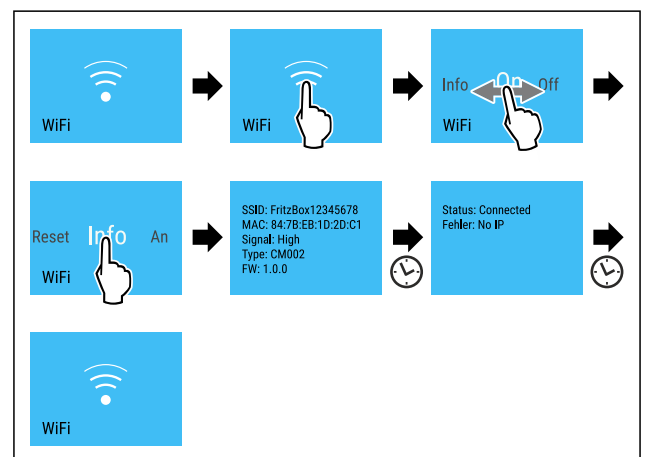 WiFi
WiFi
Info On Off
WiFi
Reset Info An
WiFi
SSID: FritzBox12345678
MAC: 84:7B:EB:1D:2D:C1
Signal: High
Type: CM002
FW: 1.0.0
Status: Connected
Fehler: No IP
WiFi